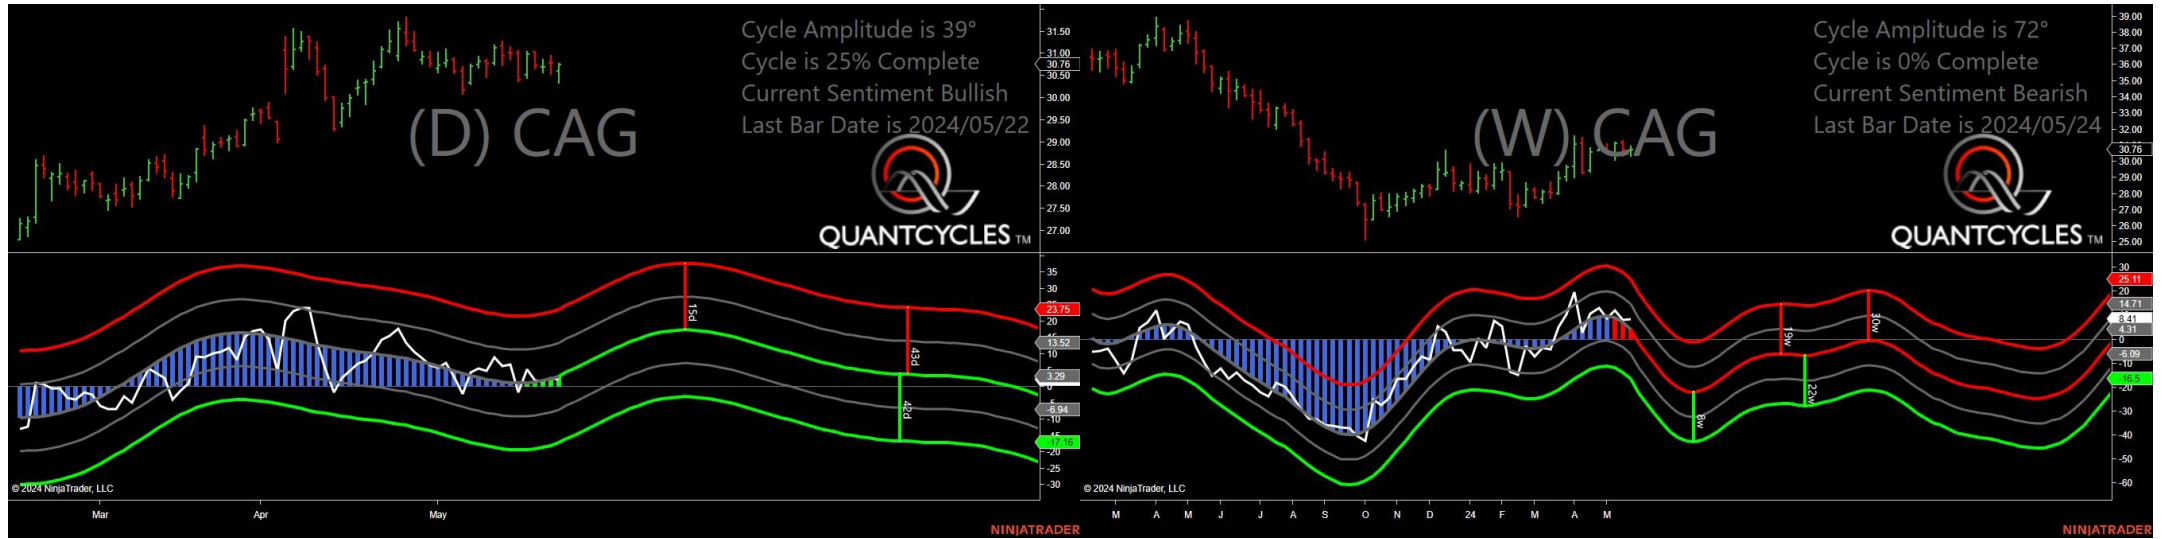 Cycle Amplitude is 39°
Cycle is 25% Complete
Current Sentiment Bullish
Last Bar Date is 2024/05/22
(D) CAG
QUANTCYCLES TM
31.50
31.00
30.76
30.50
30.00
29.50
29.00
28.50
28.00
27.50
27.00
15d
43d
42d
35
30
23.75
20
15
13.52
10
3.29
-5
-6.94
-10
-15
-17.16
-20
-25
-30
© 2024 NinjaTrader, LLC
Mar Apr May
NINJATRADER
Cycle Amplitude is 72°
Cycle is 0% Complete
Current Sentiment Bearish
Last Bar Date is 2024/05/24
(W) CAG
QUANTCYCLES TM
39.00
38.00
37.00
36.00
35.00
34.00
33.00
32.00
30.76
30.00
29.00
28.00
27.00
26.00
25.00
19w
30w
22w
8w
30
25.11
20
14.71
8.41
4.31
0
-6.09
-10
-16.5
-20
-30
-40
-50
-60
© 2024 NinjaTrader, LLC
M A M J J A S O N D 24 F M A M
NINJATRADER